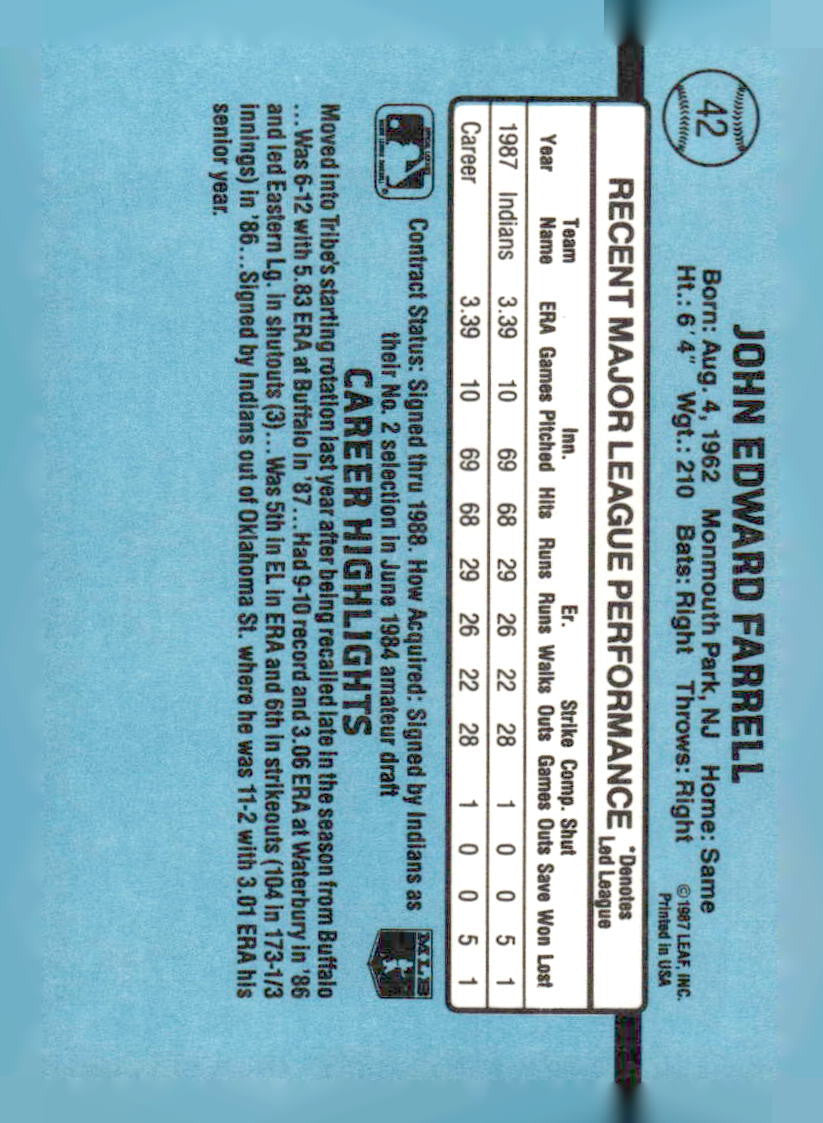 42
JOHN EDWARD FARRELL
Born: Aug. 4, 1962 Monmouth Park, NJ Home: Same
Ht.: 6' 4" Wgt.: 210 Bats: Right Throws: Right
©1987 LEAF, INC.
Printed in USA
RECENT MAJOR LEAGUE PERFORMANCE *Denotes Led League
Team Inn. Er. Strike Comp. Shut
Year Name ERA Games Pitched Hits Runs Runs Walks Outs Games Outs Save Won Lost
1987 Indians 3.39 10 69 68 29 26 22 28 1 0 0 5 1
Career 3.39 10 69 68 29 26 22 28 1 0 0 5 1
MLB
Contract Status: Signed thru 1988. How Acquired: Signed by Indians as
their No. 2 selection in June 1984 amateur draft
CAREER HIGHLIGHTS
Moved into Tribe's starting rotation last year after being recalled late in the season from Buffalo
...Was 6-12 with 5.83 ERA at Buffalo in '87...Had 9-10 record and 3.06 ERA at Waterbury in '86
and led Eastern Lg. in shutouts (3)...Was 5th in EL in ERA and 6th in strikeouts (104 in 173-1/3
innings) in '86...Signed by Indians out of Oklahoma St. where he was 11-2 with 3.01 ERA his
senior year.